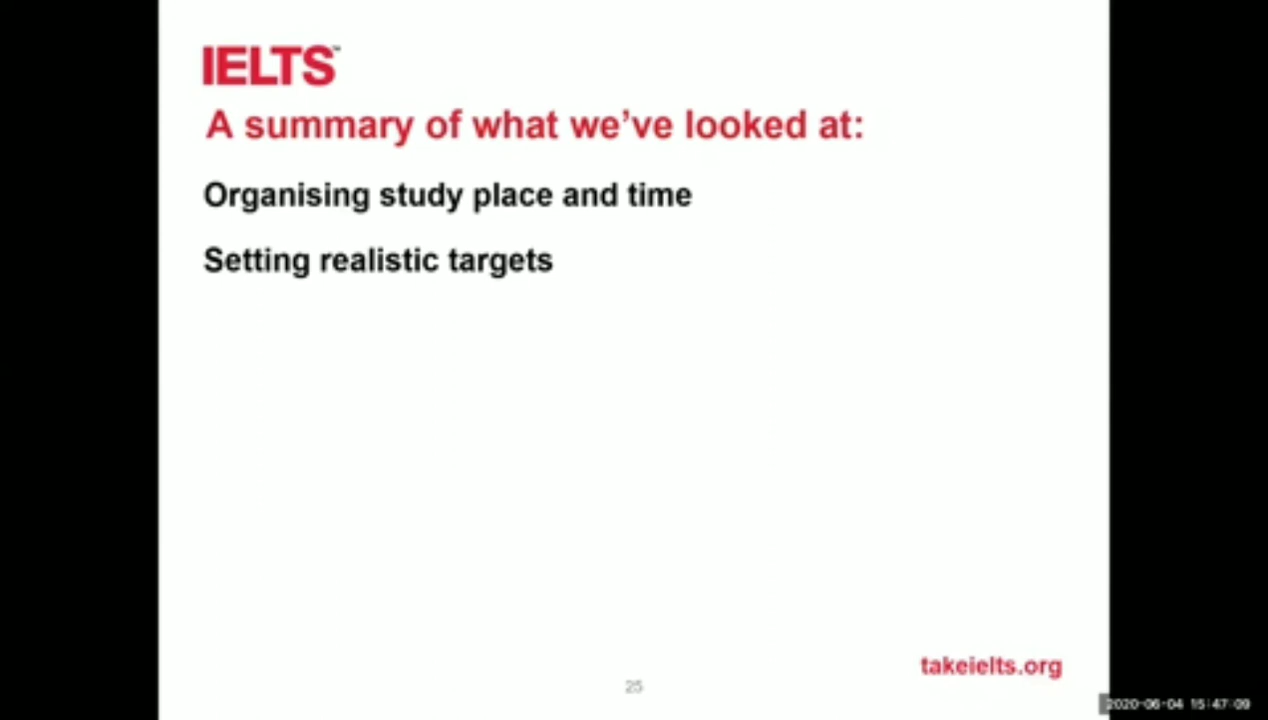 IELTS™
A summary of what we've looked at:
Organising study place and time
Setting realistic targets
takeielts.org
25
2020-06-04 15:47:09